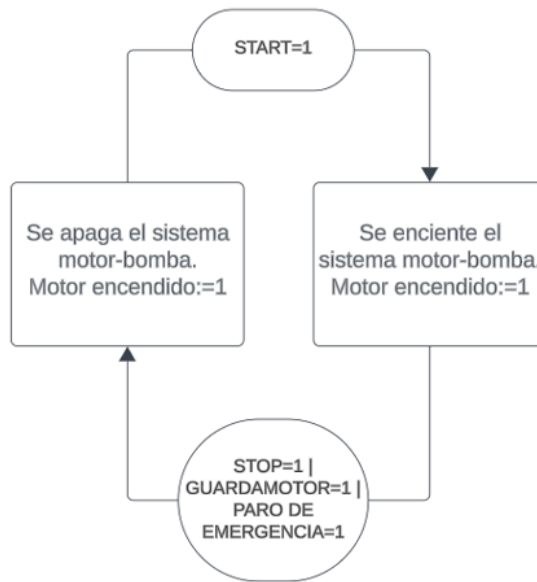 START=1
Se apaga el sistema
motor-bomba.
Motor encendido:=1
Se enciente el
sistema motor-bomba.
Motor encendido:=1
STOP=1 |
GUARDAMOTOR=1 |
PARO DE
EMERGENCIA=1